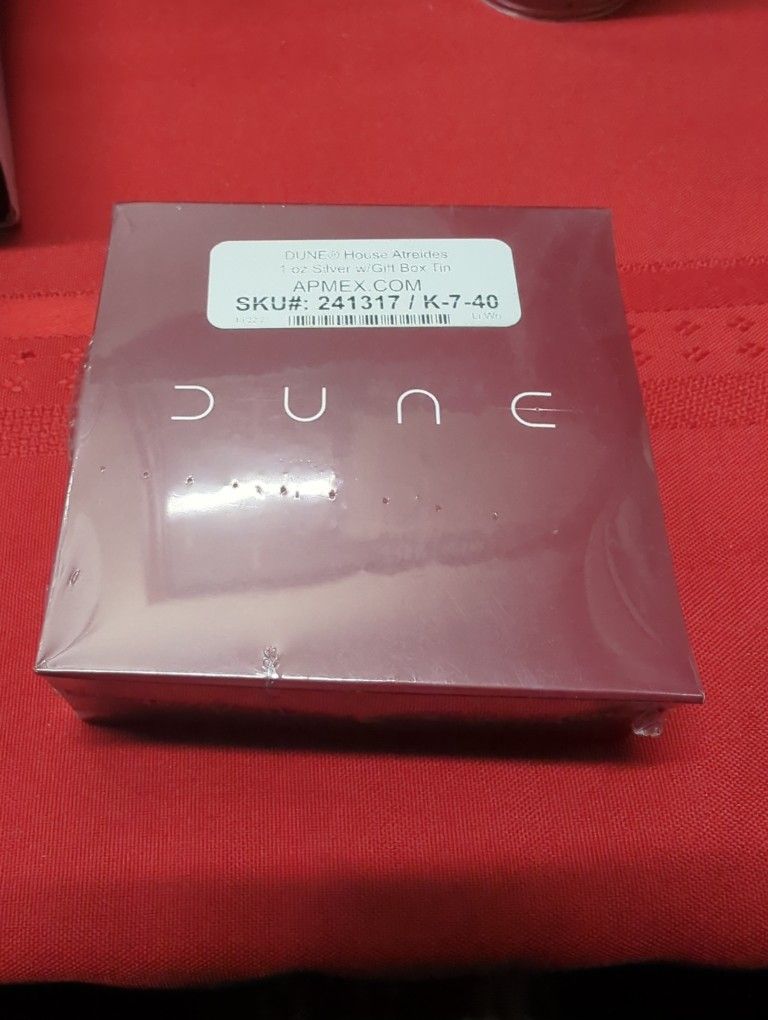 DUNE® House Atreides
1 oz Silver w/Gift Box Tin
APMEX.COM
SKU#: 241317 / K-7-40
DUNE